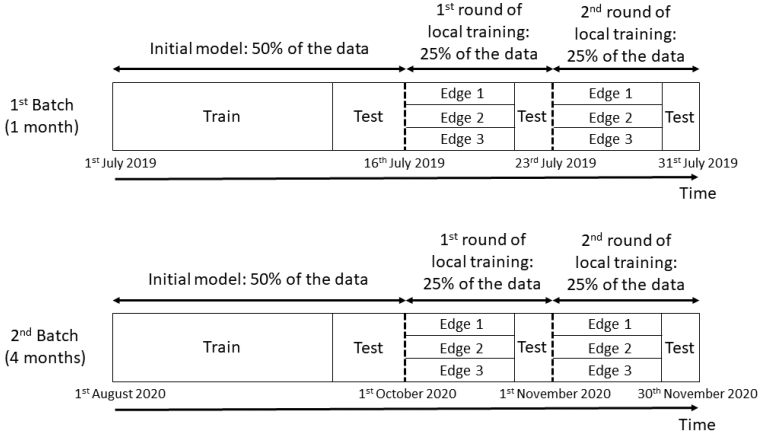 1st round of
local training:
25% of the data
2nd round of
local training:
25% of the data
Initial model: 50% of the data
1st Batch
(1 month)
Train
Test
Edge 1
Edge 2
Edge 3
Test
Edge 1
Edge 2
Edge 3
Test
1st July 2019
16th July 2019
23rd July 2019
31st July 2019
Time
1st round of
local training:
25% of the data
2nd round of
local training:
25% of the data
Initial model: 50% of the data
2nd Batch
(4 months)
Train
Test
Edge 1
Edge 2
Edge 3
Test
Edge 1
Edge 2
Edge 3
Test
1st August 2020
1st October 2020
1st November 2020
30th November 2020
Time